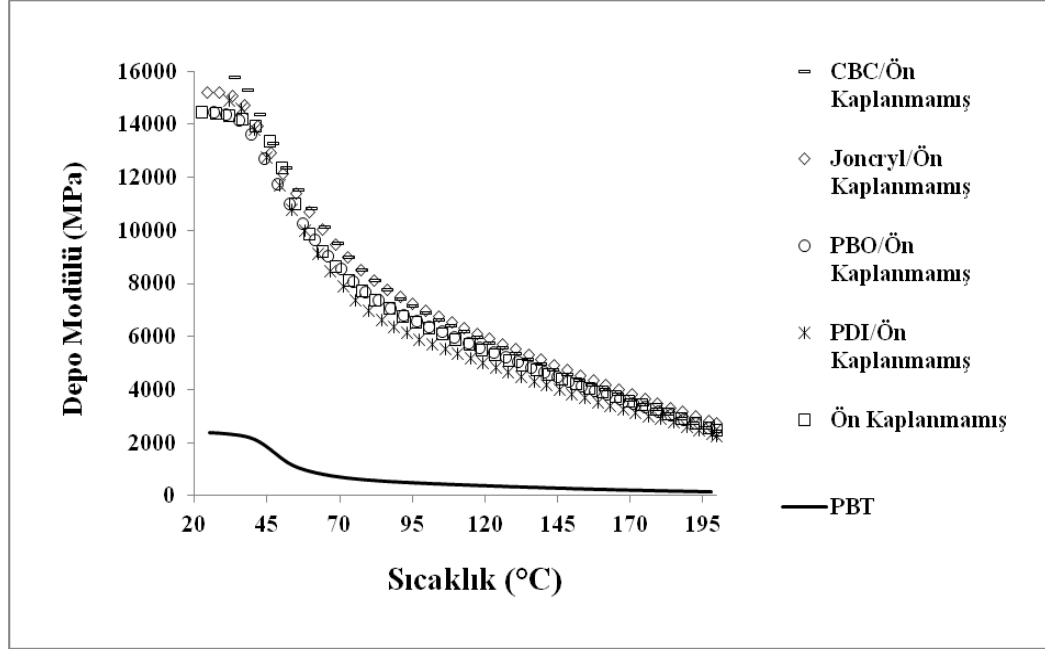 16000
14000
12000
10000
8000
6000
4000
2000
0
Depo Modülü (MPa)
20 45 70 95 120 145 170 195
Sıcaklık (°C)
CBC/Ön
Kaplanmamış
Joncryl/Ön
Kaplanmamış
PBO/Ön
Kaplanmamış
PDI/Ön
Kaplanmamış
Ön Kaplanmamış
PBT